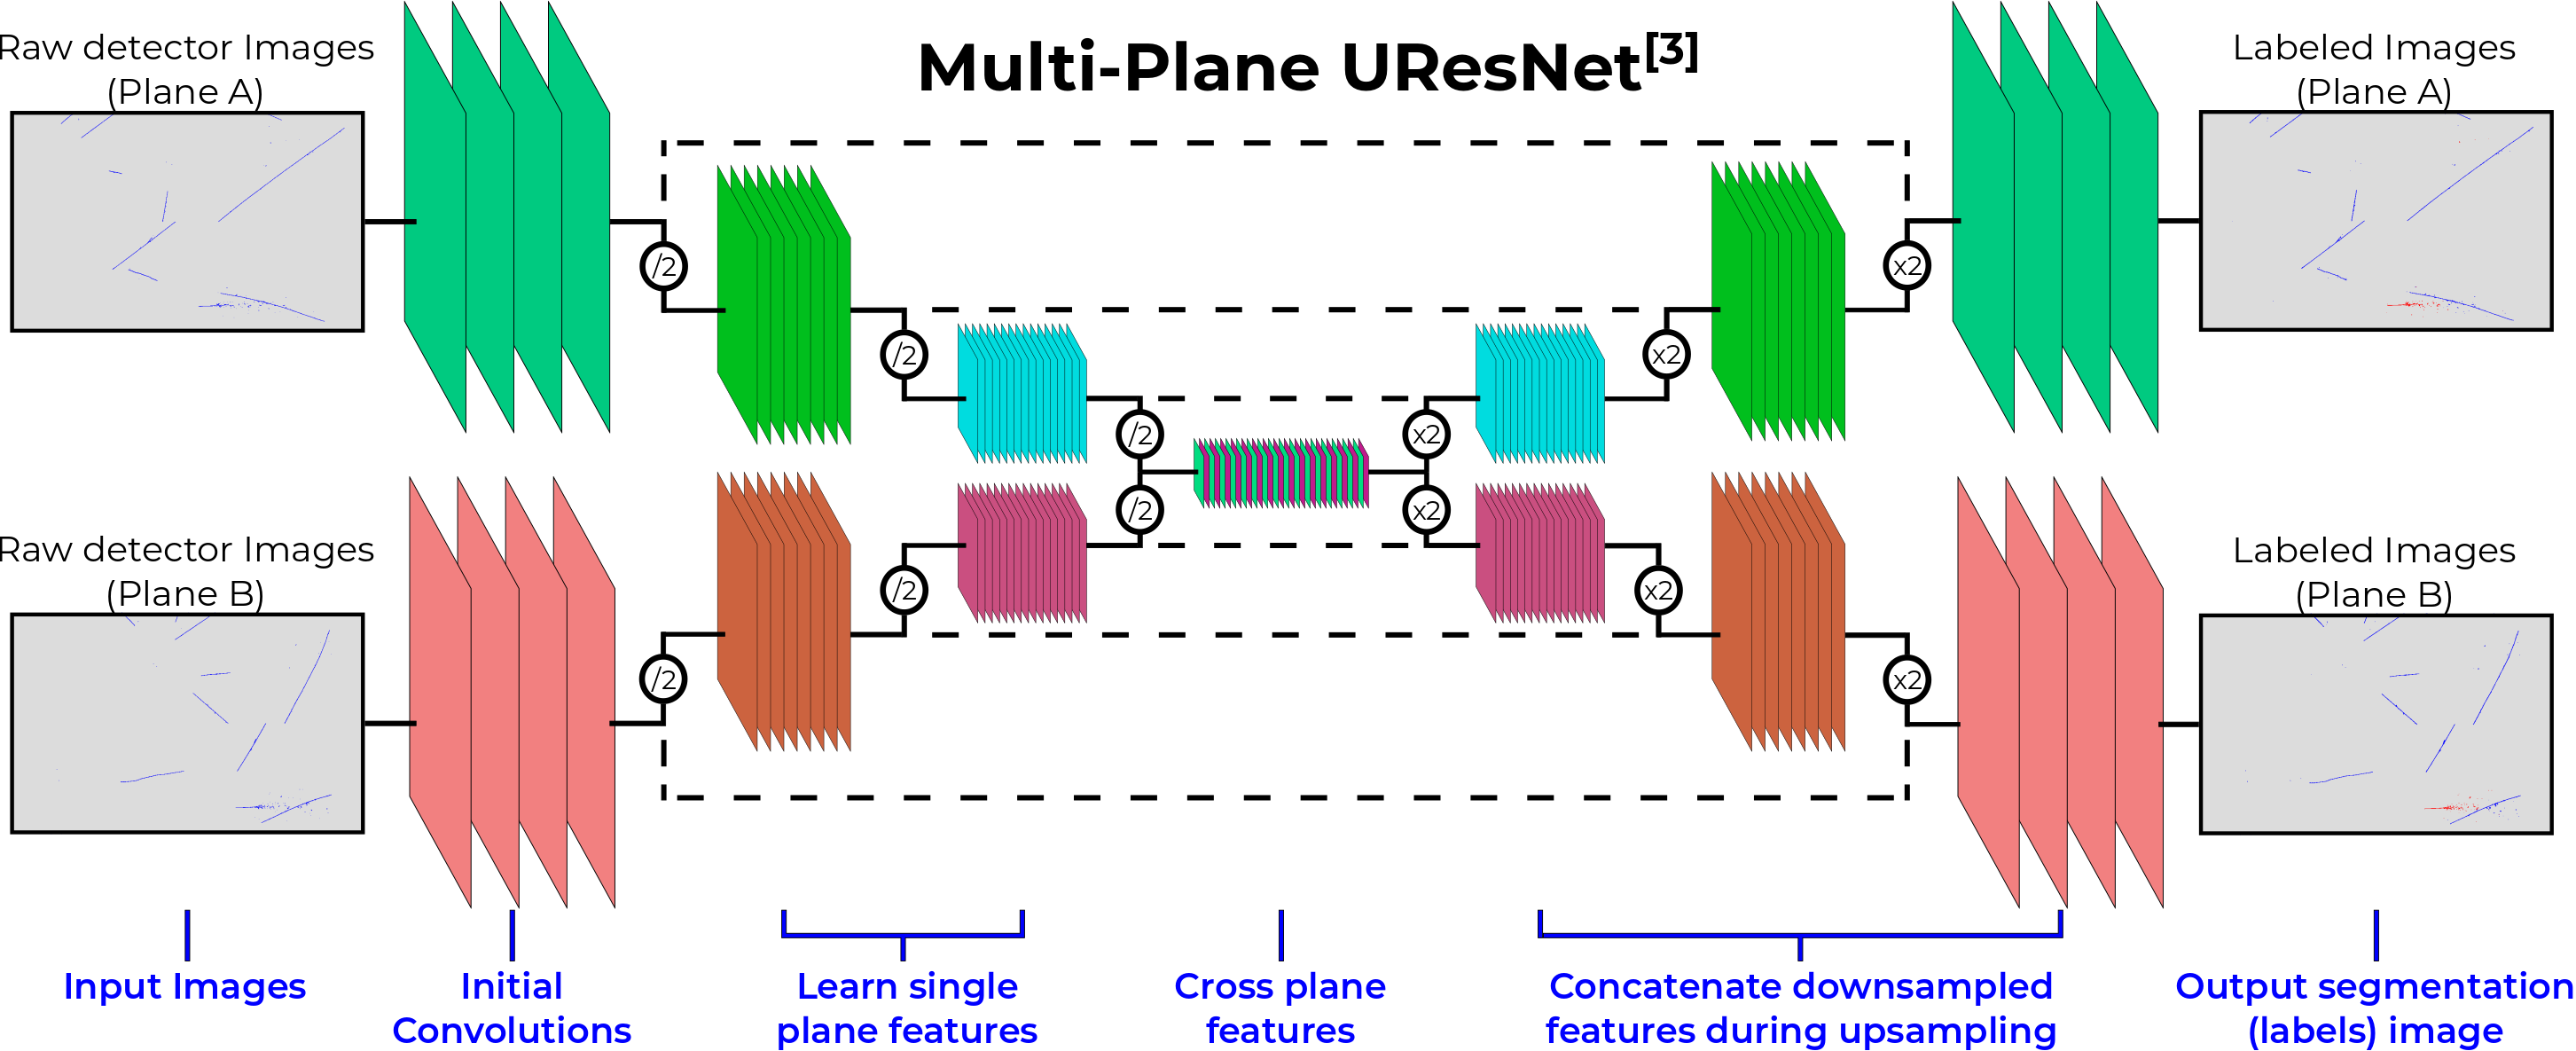 Multi-Plane UResNet[3]
Raw detector Images
(Plane A)
Labeled Images
(Plane A)
/2
x2
/2
x2
/2
x2
/2
x2
/2
x2
/2
x2
Raw detector Images
(Plane B)
Labeled Images
(Plane B)
Input Images
Initial
Convolutions
Learn single
plane features
Cross plane
features
Concatenate downsampled
features during upsampling
Output segmentation
(labels) image